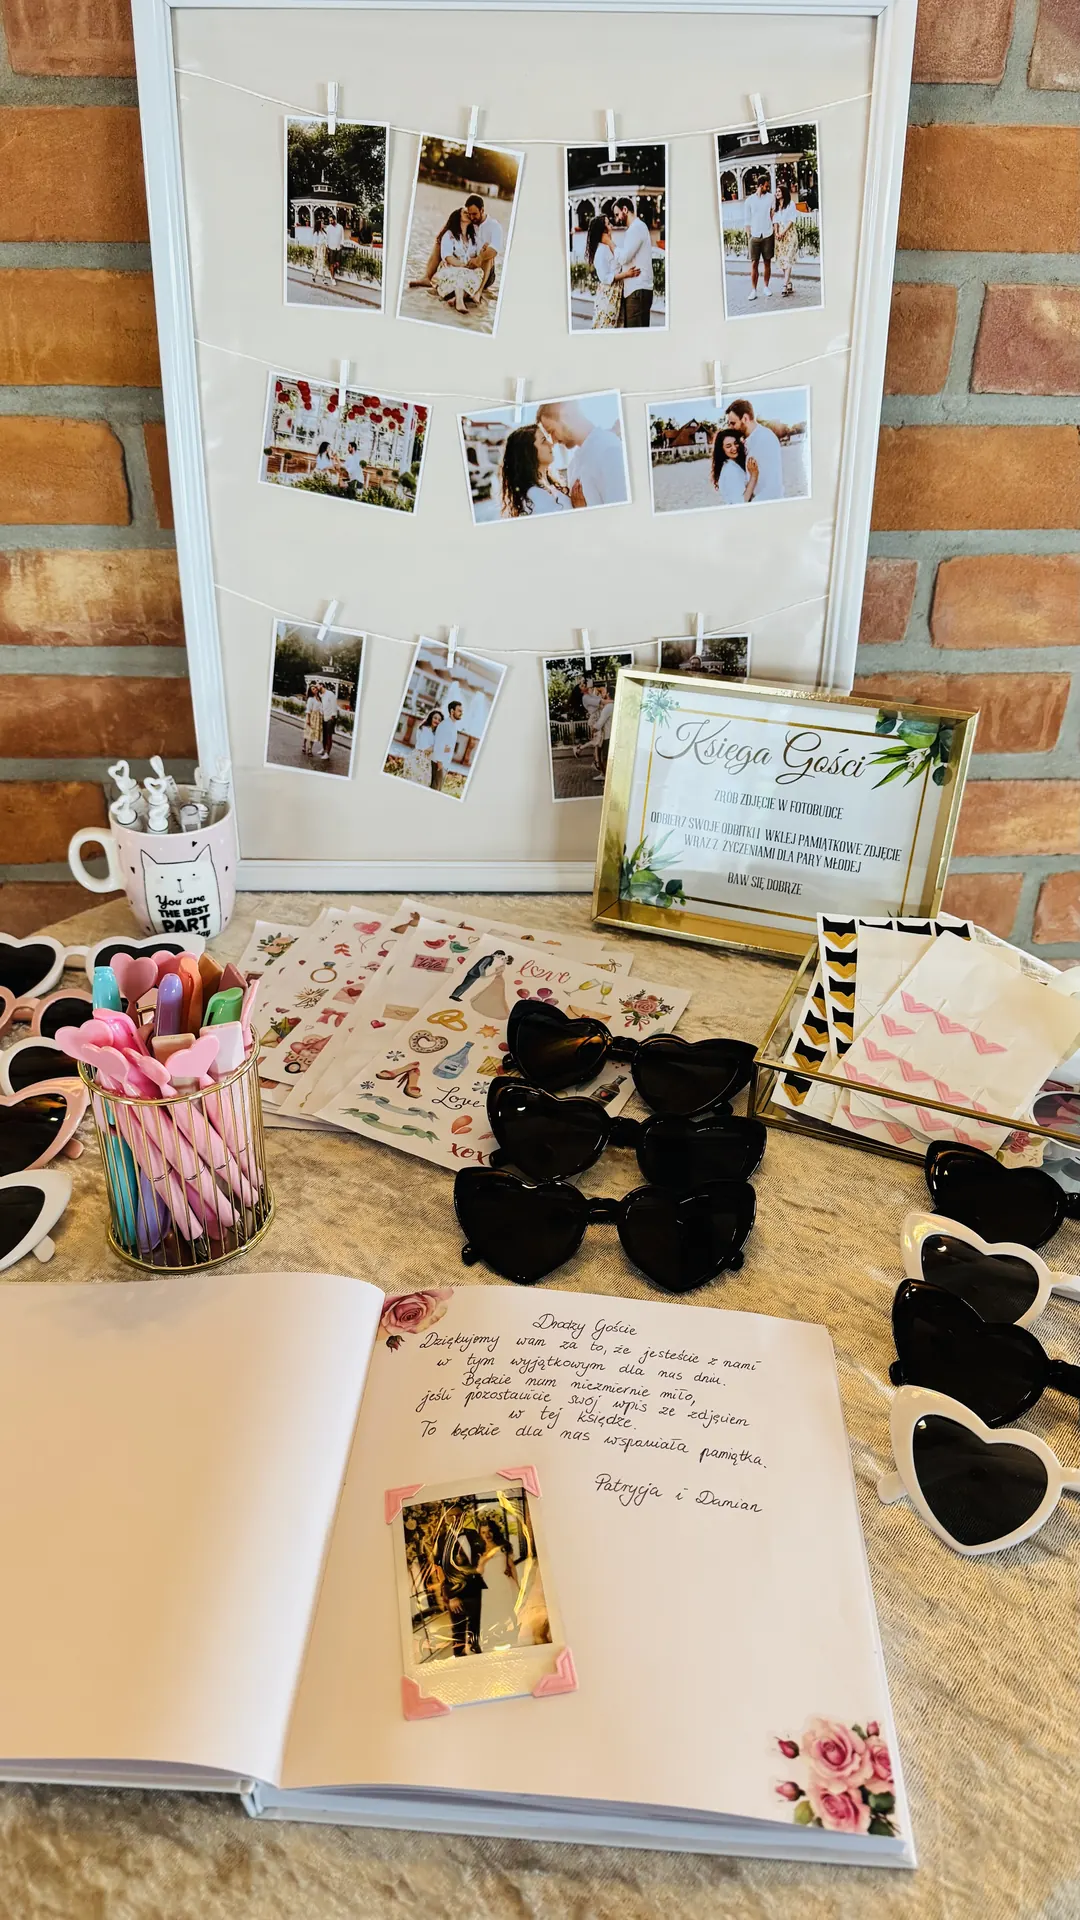 Księga Gości
ZRÓB ZDJĘCIE W FOTOBUDCE
ODBIERZ SWOJE ODBITKI I WKLEJ PAMIĄTKOWE ZDJĘCIE
WRAZ Z ŻYCZENIAMI DLA PARY MŁODEJ
BAW SIĘ DOBRZE
You are
THE BEST
PART
love
Love
xox
Drodzy Goście
Dziękujemy wam za to, że jesteście z nami
w tym wyjątkowym dla nas dniu.
Będzie nam niezmiernie miło,
jeśli pozostawicie swój wpis ze zdjęciem
w tej księdze.
To będzie dla nas wspaniała pamiątka.
Patrycja i Damian